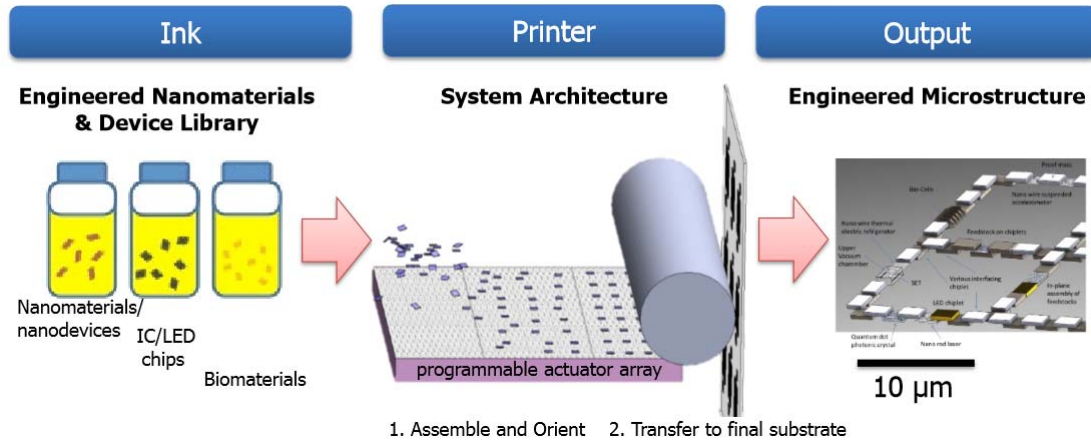 Ink
Printer
Output
Engineered Nanomaterials
& Device Library
System Architecture
Engineered Microstructure
Nanomaterials/
nanodevices
IC/LED
chips
Biomaterials
programmable actuator array
1. Assemble and Orient
2. Transfer to final substrate
Proof mass
Bio Cells
Nano wire suspended
accelerometer
Nano wire thermal
electric refrigerator
Feedstock on chiplets
Upper
Vacuum
chamnber
SET
Various interfacing
chiplets
LED chiplet
In-plane
assembly of
feedstocks
Quantum dot
photonic crystal
Nano rod laser
10 μm